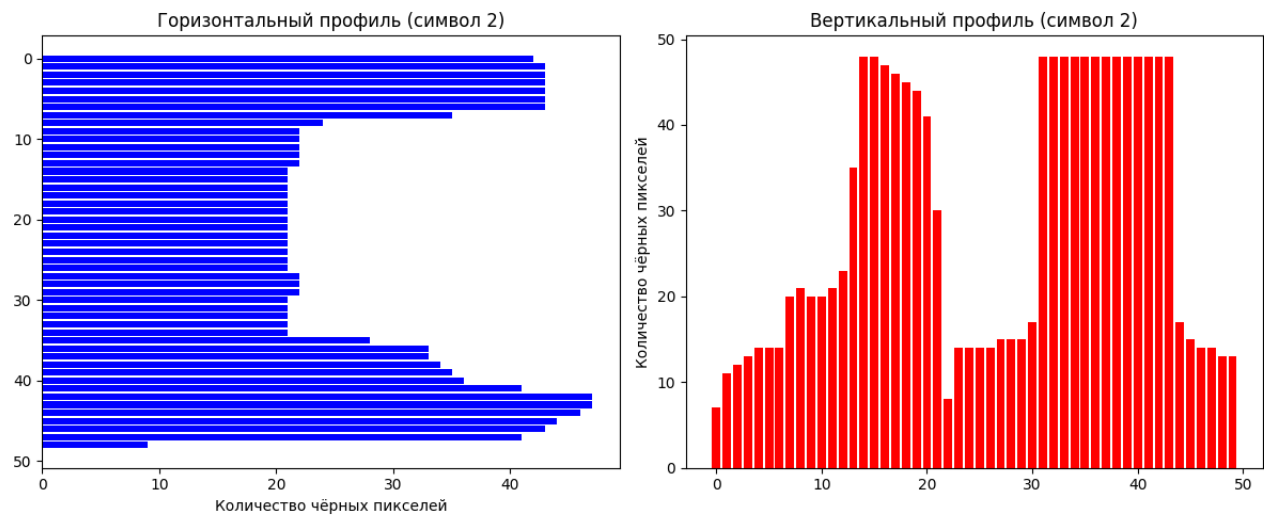 Горизонтальный профиль (символ 2)
0
10
20
30
40
50
0 10 20 30 40
Количество чёрных пикселей
Вертикальный профиль (символ 2)
Количество чёрных пикселей
50
40
30
20
10
0
0 10 20 30 40 50